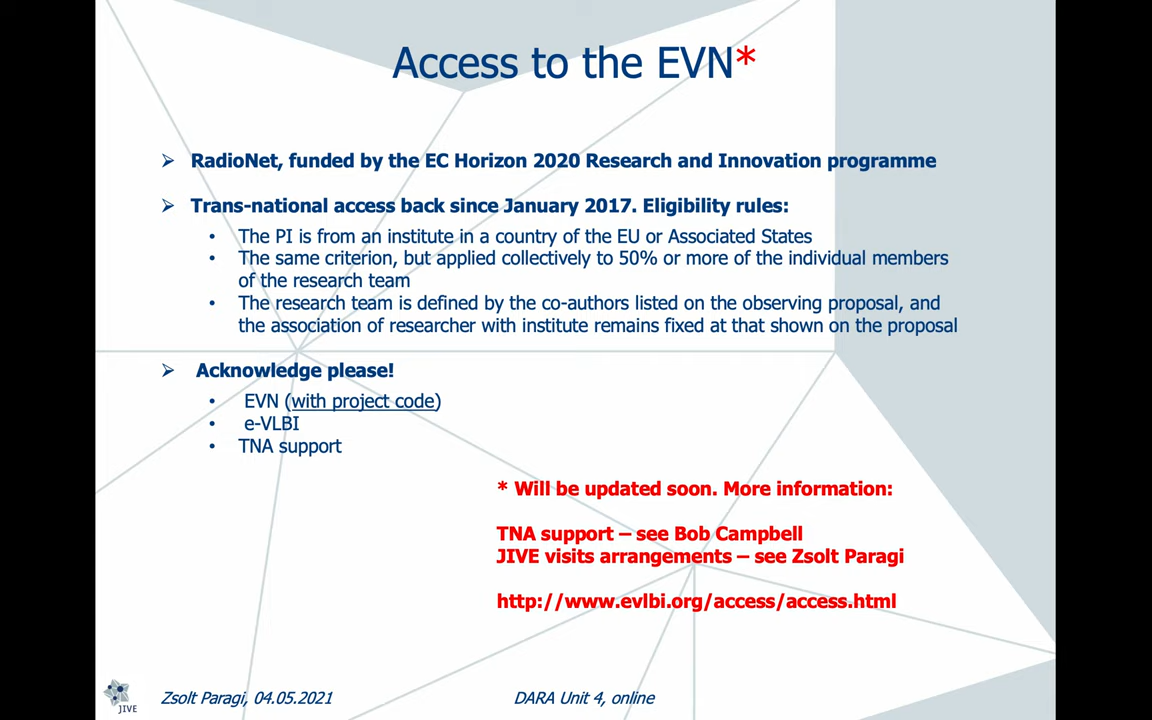 Access to the EVN*
➢ RadioNet, funded by the EC Horizon 2020 Research and Innovation programme
➢ Trans-national access back since January 2017. Eligibility rules:
• The PI is from an institute in a country of the EU or Associated States
• The same criterion, but applied collectively to 50% or more of the individual members
of the research team
• The research team is defined by the co-authors listed on the observing proposal, and
the association of researcher with institute remains fixed at that shown on the proposal
➢ Acknowledge please!
• EVN (with project code)
• e-VLBI
• TNA support
* Will be updated soon. More information:
TNA support – see Bob Campbell
JIVE visits arrangements – see Zsolt Paragi
http://www.evlbi.org/access/access.html
JIVE
Zsolt Paragi, 04.05.2021
DARA Unit 4, online